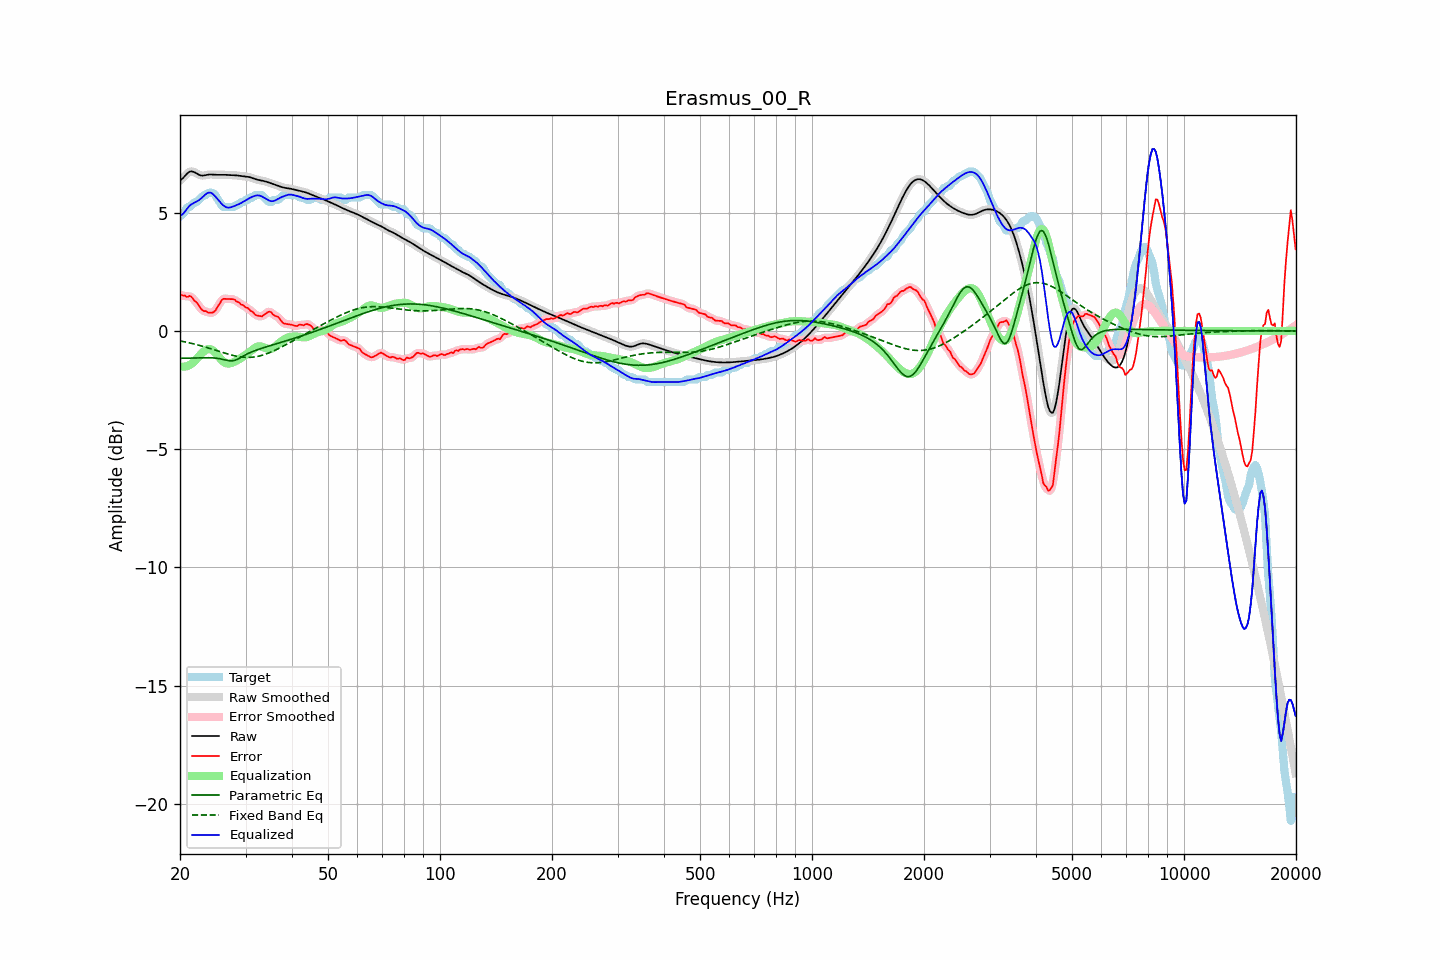 Erasmus_00_R
Amplitude (dBr)
5
0
−5
−10
−15
−20
Target
Raw Smoothed
Error Smoothed
Raw
Error
Equalization
Parametric Eq
Fixed Band Eq
Equalized
20 50 100 200 500 1000 2000 5000 10000 20000
Frequency (Hz)